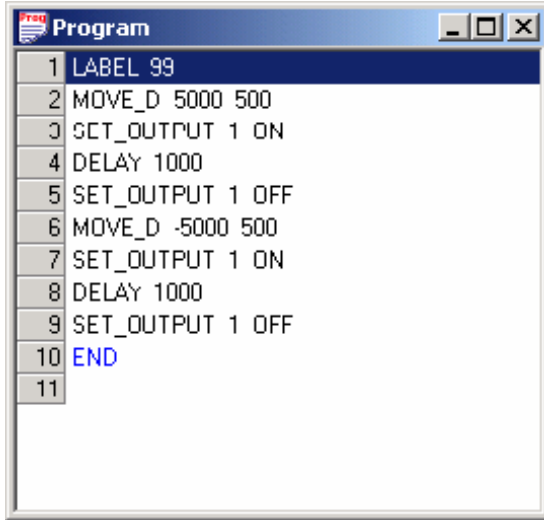 Prog Program
1 LABEL 99
2 MOVE_D 5000 500
3 SET_OUTPUT 1 ON
4 DELAY 1000
5 SET_OUTPUT 1 OFF
6 MOVE_D -5000 500
7 SET_OUTPUT 1 ON
8 DELAY 1000
9 SET_OUTPUT 1 OFF
10 END
11